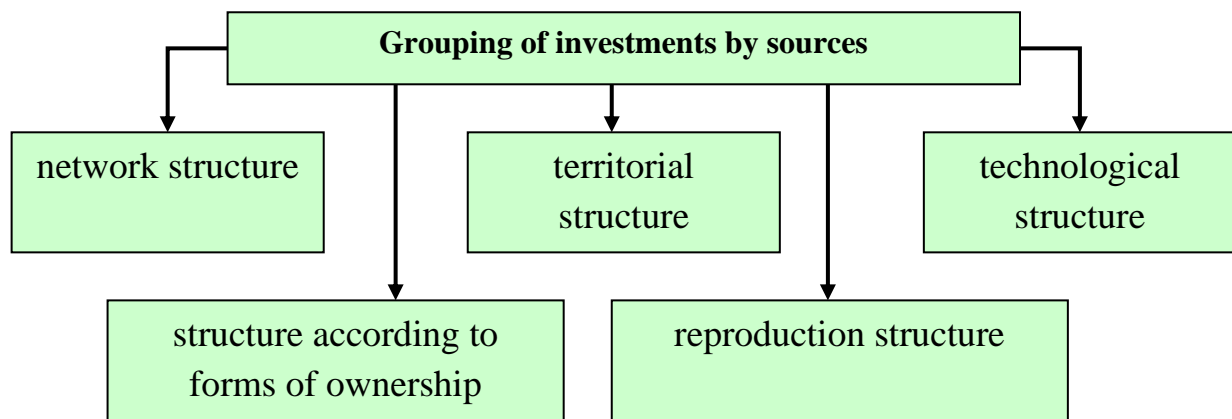 Grouping of investments by sources
network structure
territorial
structure
technological
structure
structure according to
forms of ownership
reproduction structure